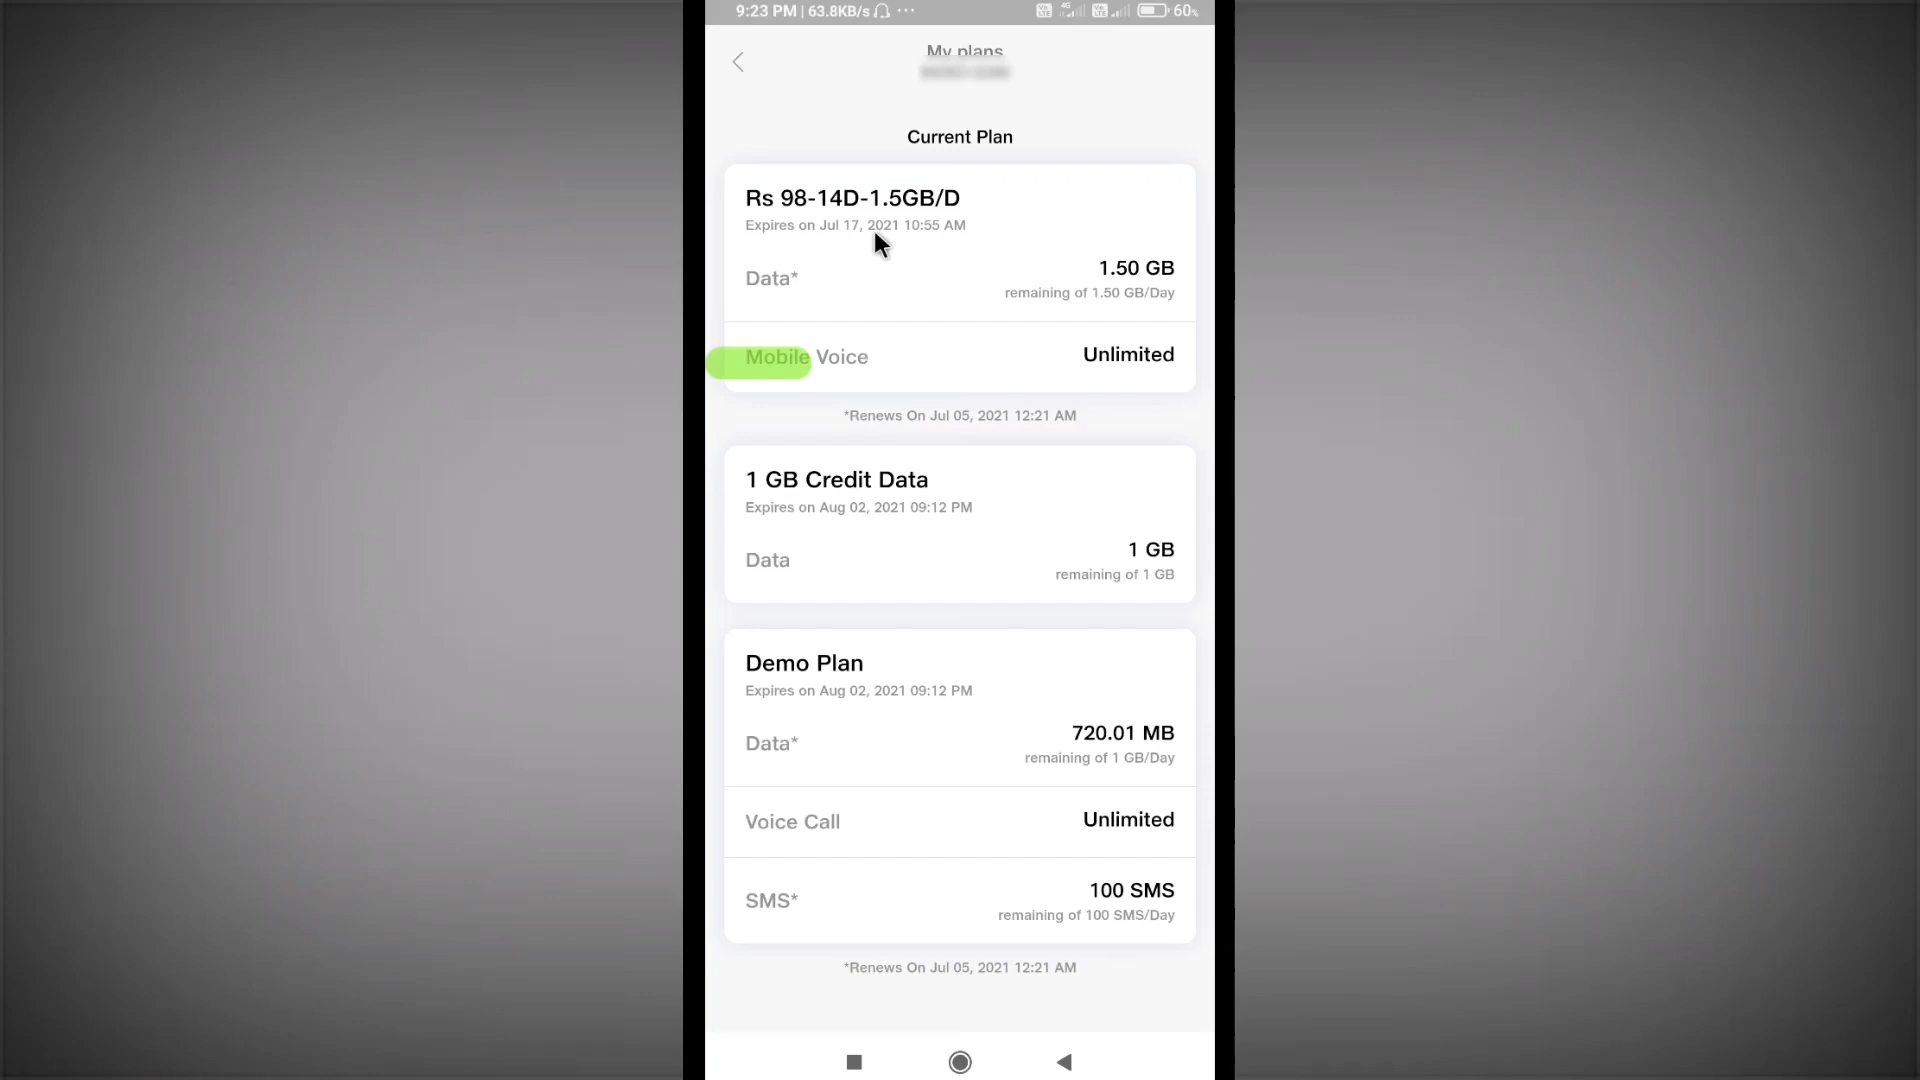 9:23 PM | 63.8KB/s
60%
My plans
Current Plan
Rs 98-14D-1.5GB/D
Expires on Jul 17, 2021 10:55 AM
Data*
1.50 GB
remaining of 1.50 GB/Day
Mobile Voice
Unlimited
*Renews On Jul 05, 2021 12:21 AM
1 GB Credit Data
Expires on Aug 02, 2021 09:12 PM
Data
1 GB
remaining of 1 GB
Demo Plan
Expires on Aug 02, 2021 09:12 PM
Data*
720.01 MB
remaining of 1 GB/Day
Voice Call
Unlimited
SMS*
100 SMS
remaining of 100 SMS/Day
*Renews On Jul 05, 2021 12:21 AM